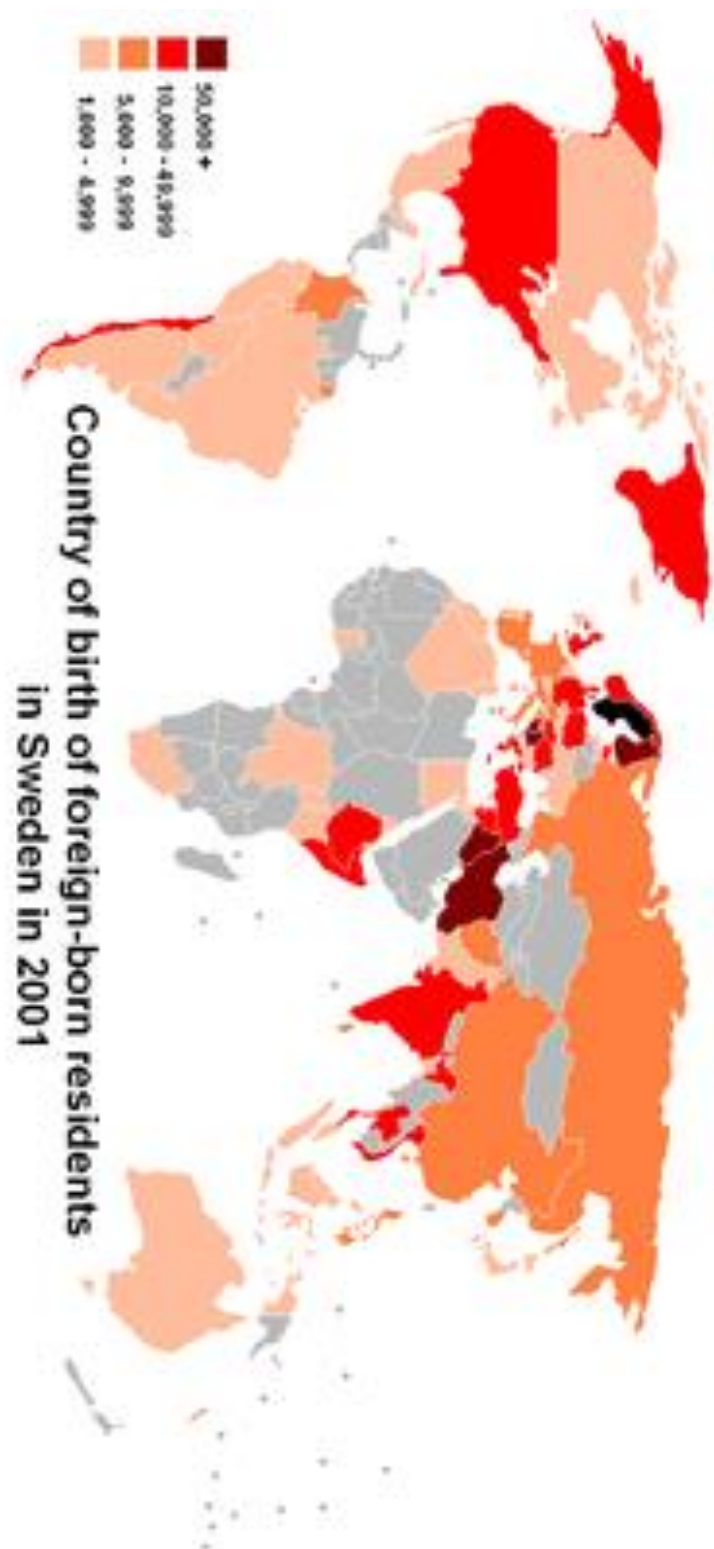 50,000 +
10,000 - 49,999
5,000 - 9,999
1,000 - 4,999
Country of birth of foreign-born residents
in Sweden in 2001